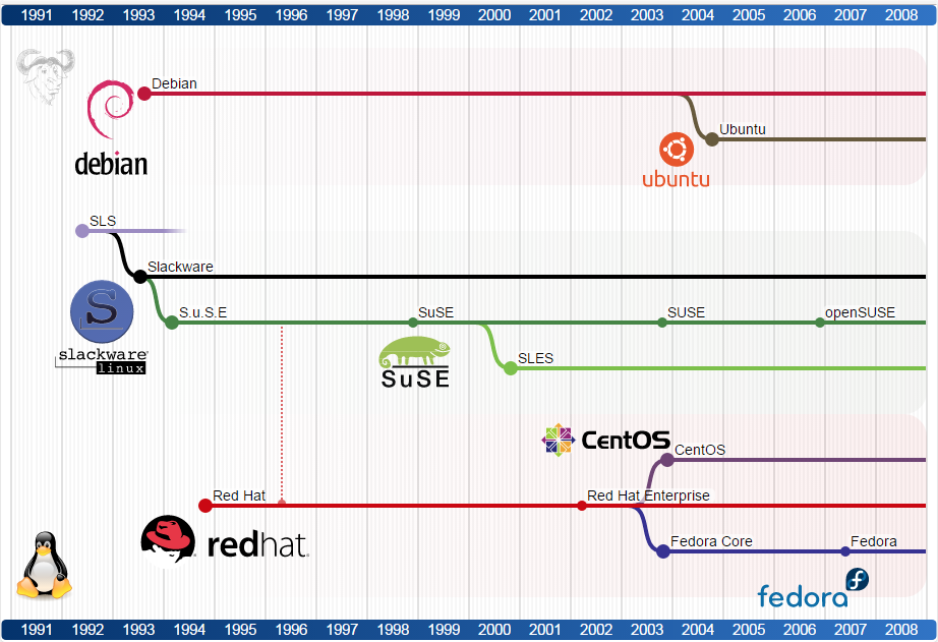 1991 1992 1993 1994 1995 1996 1997 1998 1999 2000 2001 2002 2003 2004 2005 2006 2007 2008
Debian
debian
Ubuntu
ubuntu
SLS
Slackware
S
slackware
linux
S.u.S.E
SuSE
SUSE
openSUSE
SuSE
SLES
CentOS
CentOS
Red Hat
Red Hat Enterprise
redhat.
Fedora Core
Fedora
fedora
1991 1992 1993 1994 1995 1996 1997 1998 1999 2000 2001 2002 2003 2004 2005 2006 2007 2008